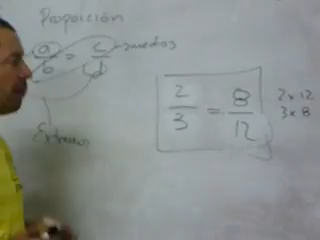 Proporción
a/b = c/d → medios
Extremos
2/3 = 8/12
2 x 12
3 x 8